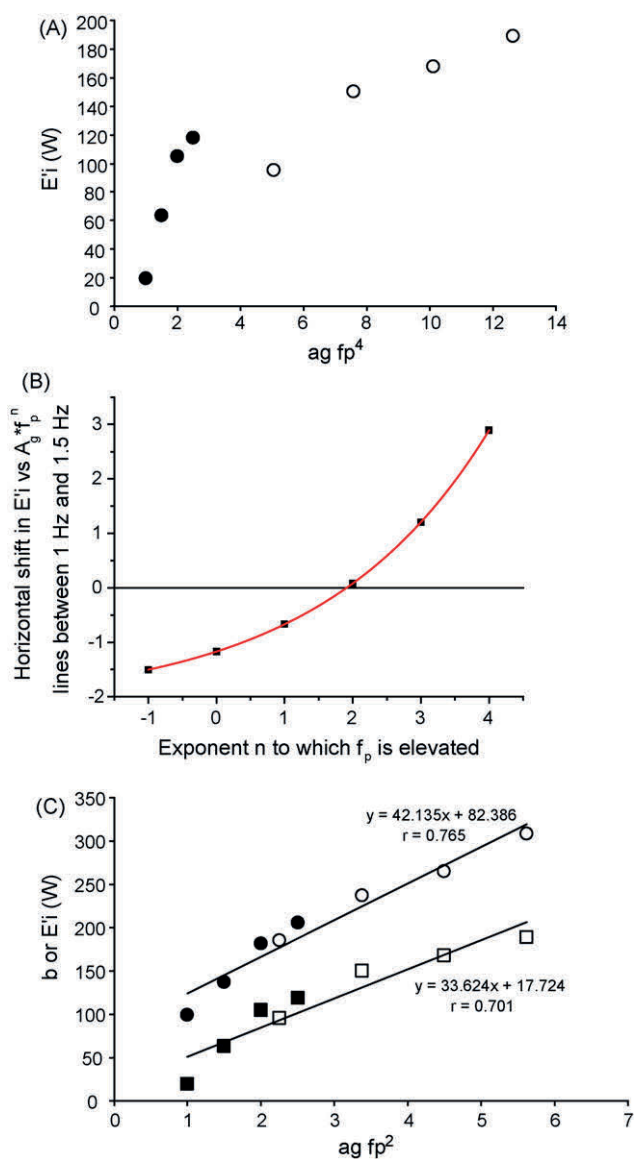 (A)
200
180
160
140
120
100
80
60
40
20
0
E'i (W)
0 2 4 6 8 10 12 14
ag fp⁴
(B)
Horizontal shift in E'i vs A_g*f_p^n
lines between 1 Hz and 1.5 Hz
3
2
1
0
-1
-2
-1 0 1 2 3 4
Exponent n to which f_p is elevated
(C)
350
300
250
200
150
100
50
0
b or E'i (W)
y = 42.135x + 82.386
r = 0.765
y = 33.624x + 17.724
r = 0.701
0 1 2 3 4 5 6 7
ag fp²